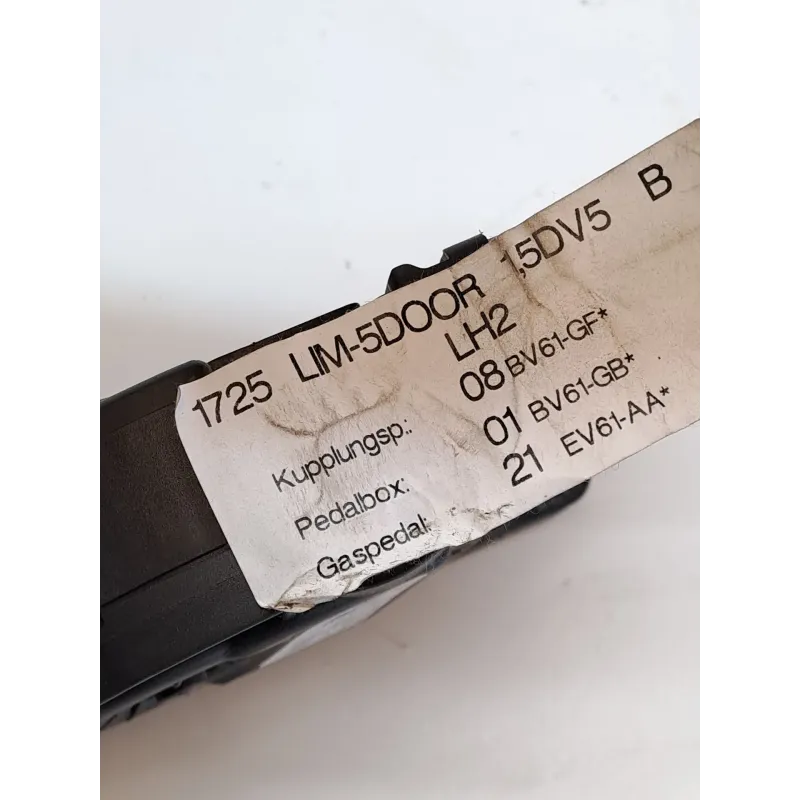 1725 LIM-5DOOR 1,5DV5 B
LH2
Kupplungsp.: 08 BV61-GF*
Pedalbox: 01 BV61-GB*
Gaspedal: 21 EV61-AA*